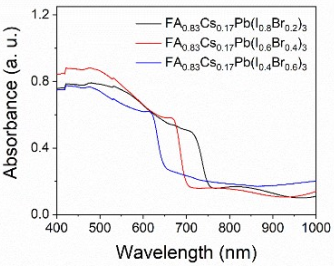 FA0.83Cs0.17Pb(I0.8Br0.2)3
FA0.83Cs0.17Pb(I0.6Br0.4)3
FA0.83Cs0.17Pb(I0.4Br0.6)3
Absorbance (a. u.)
1.2
0.8
0.4
0.0
400 500 600 700 800 900 1000
Wavelength (nm)